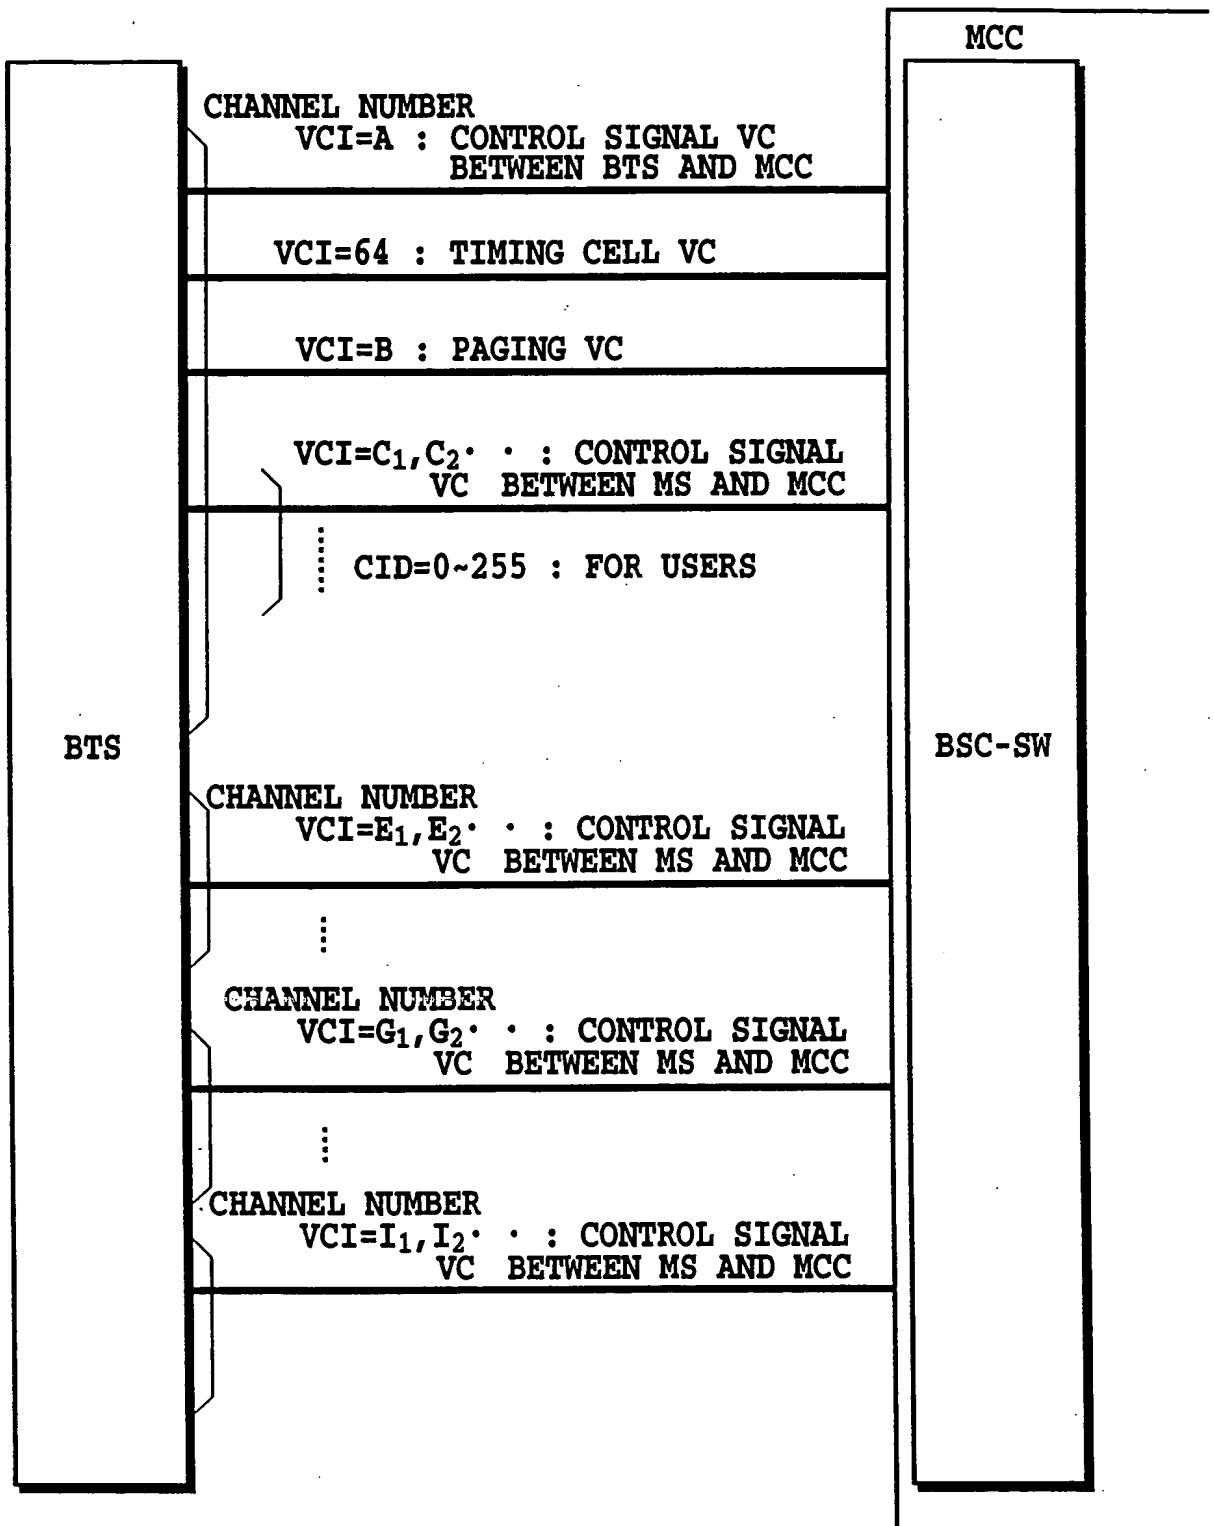 MCC
CHANNEL NUMBER
VCI=A : CONTROL SIGNAL VC
BETWEEN BTS AND MCC
VCI=64 : TIMING CELL VC
VCI=B : PAGING VC
VCI=C₁,C₂· · : CONTROL SIGNAL
VC BETWEEN MS AND MCC
CID=0~255 : FOR USERS
BTS
BSC-SW
CHANNEL NUMBER
VCI=E₁,E₂· · : CONTROL SIGNAL
VC BETWEEN MS AND MCC
CHANNEL NUMBER
VCI=G₁,G₂· · : CONTROL SIGNAL
VC BETWEEN MS AND MCC
CHANNEL NUMBER
VCI=I₁,I₂· · : CONTROL SIGNAL
VC BETWEEN MS AND MCC